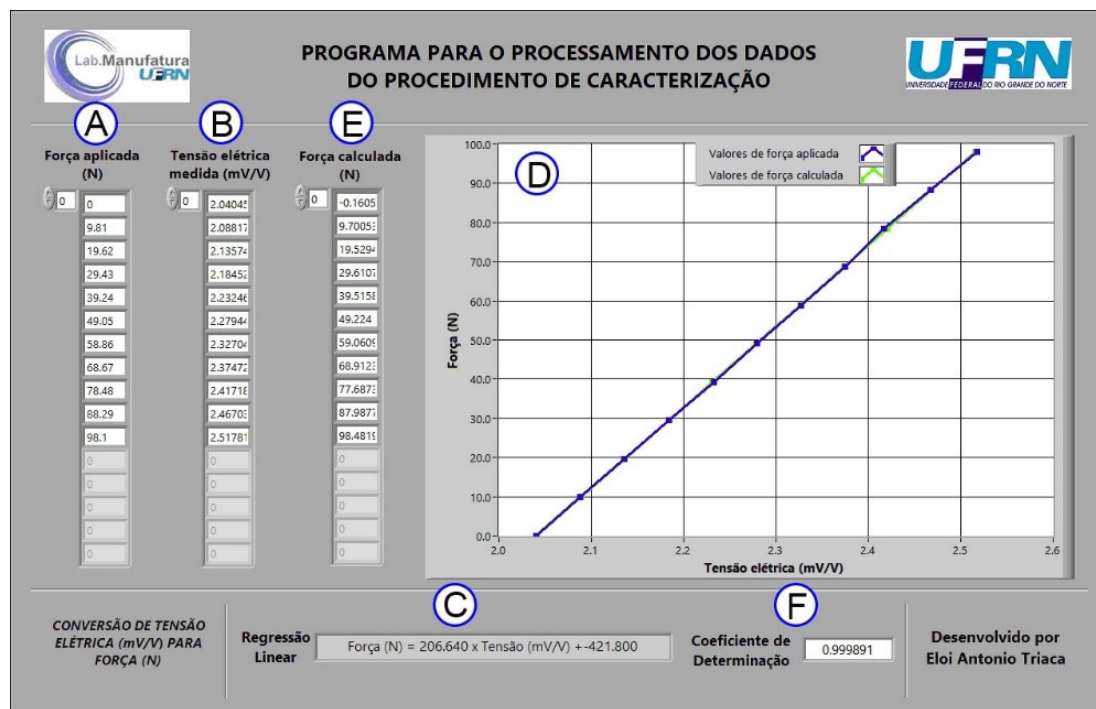 Lab.Manufatura
UFRN
PROGRAMA PARA O PROCESSAMENTO DOS DADOS
DO PROCEDIMENTO DE CARACTERIZAÇÃO
UFRN
UNIVERSIDADE FEDERAL DO RIO GRANDE DO NORTE
A
B
E
Força aplicada
(N)
Tensão elétrica
medida (mV/V)
Força calculada
(N)
0 0 0 2.04045 0 -0.1605
9.81 2.08817 9.70053
19.62 2.13574 19.5294
29.43 2.18452 29.6107
39.24 2.23246 39.5158
49.05 2.27944 49.224
58.86 2.32704 59.0609
68.67 2.37472 68.9123
78.48 2.41718 77.6873
88.29 2.46703 87.9877
98.1 2.51781 98.4819
0 0 0
0 0 0
0 0 0
0 0 0
0 0 0
D
Valores de força aplicada
Valores de força calculada
Força (N)
100.0
90.0
80.0
70.0
60.0
50.0
40.0
30.0
20.0
10.0
0.0
2.0 2.1 2.2 2.3 2.4 2.5 2.6
Tensão elétrica (mV/V)
CONVERSÃO DE TENSÃO
ELÉTRICA (mV/V) PARA
FORÇA (N)
C
Regressão
Linear
Força (N) = 206.640 x Tensão (mV/V) +-421.800
F
Coeficiente de
Determinação
0.999891
Desenvolvido por
Eloi Antonio Triaca